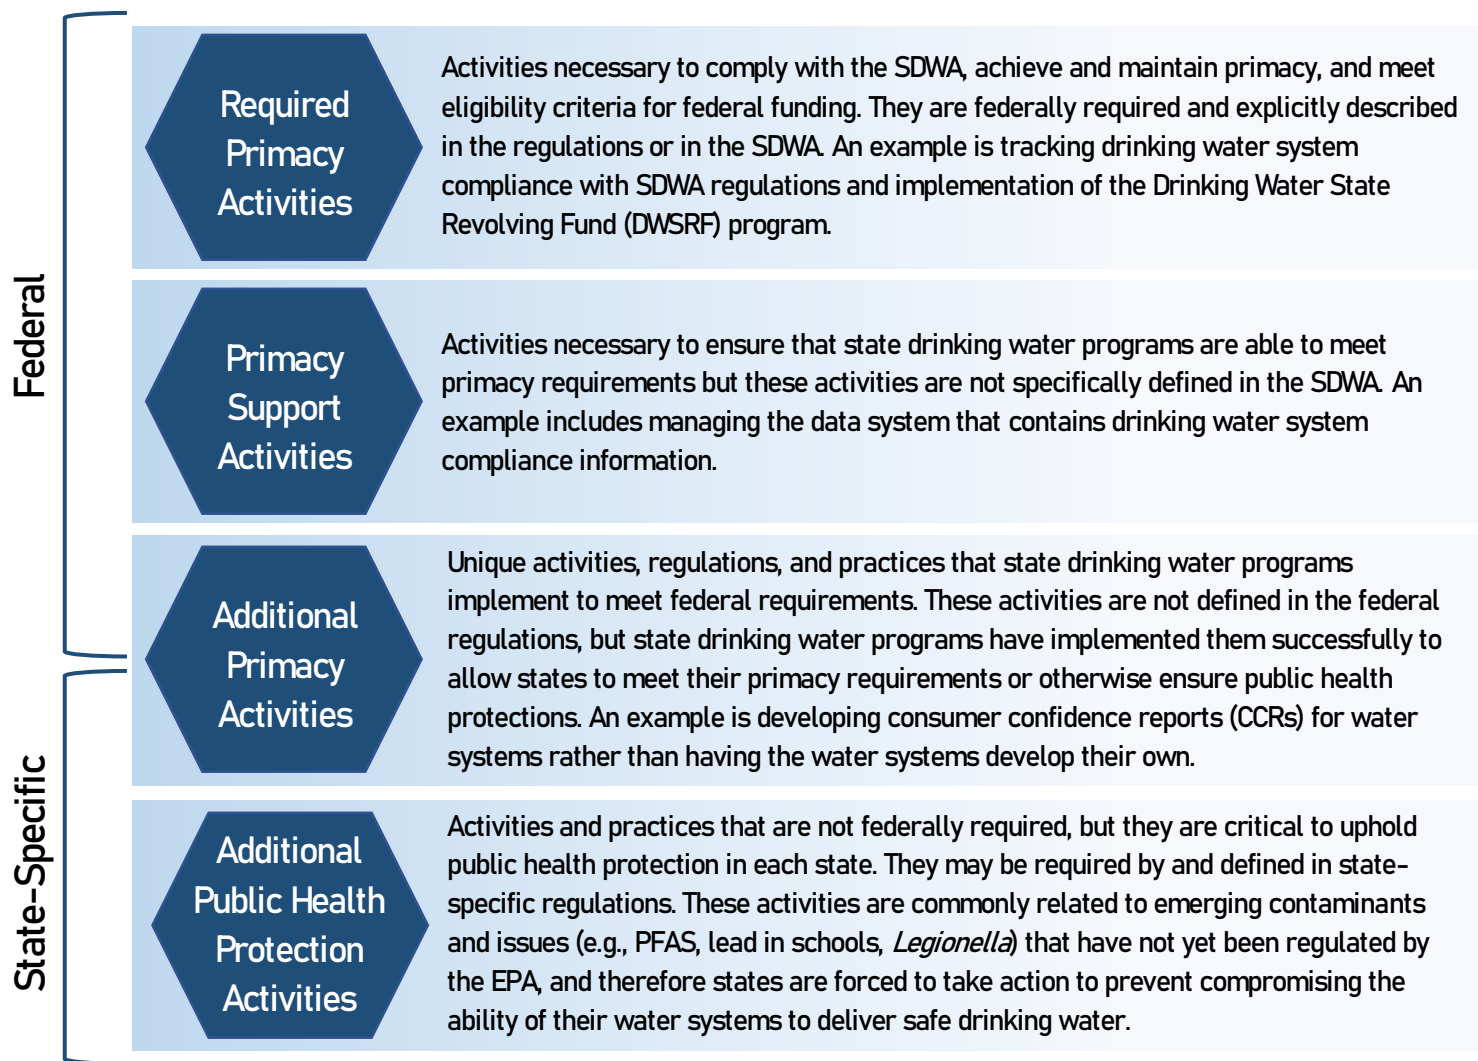 Federal
Required
Primacy
Activities
Activities necessary to comply with the SDWA, achieve and maintain primacy, and meet
eligibility criteria for federal funding. They are federally required and explicitly described
in the regulations or in the SDWA. An example is tracking drinking water system
compliance with SDWA regulations and implementation of the Drinking Water State
Revolving Fund (DWSRF) program.
Primacy
Support
Activities
Activities necessary to ensure that state drinking water programs are able to meet
primacy requirements but these activities are not specifically defined in the SDWA. An
example includes managing the data system that contains drinking water system
compliance information.
Additional
Primacy
Activities
Unique activities, regulations, and practices that state drinking water programs
implement to meet federal requirements. These activities are not defined in the federal
regulations, but state drinking water programs have implemented them successfully to
allow states to meet their primacy requirements or otherwise ensure public health
protections. An example is developing consumer confidence reports (CCRs) for water
systems rather than having the water systems develop their own.
State-Specific
Additional
Public Health
Protection
Activities
Activities and practices that are not federally required, but they are critical to uphold
public health protection in each state. They may be required by and defined in state-
specific regulations. These activities are commonly related to emerging contaminants
and issues (e.g., PFAS, lead in schools, Legionella) that have not yet been regulated by
the EPA, and therefore states are forced to take action to prevent compromising the
ability of their water systems to deliver safe drinking water.